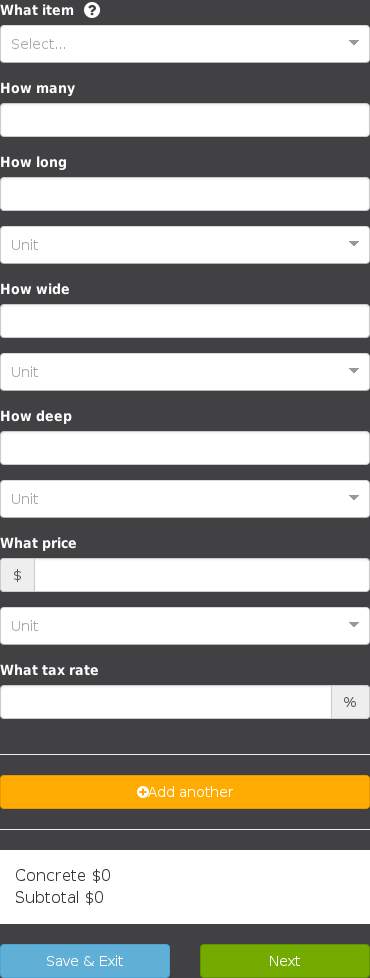 What item
Select...
How many
How long
Unit
How wide
Unit
How deep
Unit
What price
$
Unit
What tax rate
%
Add another
Concrete $0
Subtotal $0
Save & Exit
Next